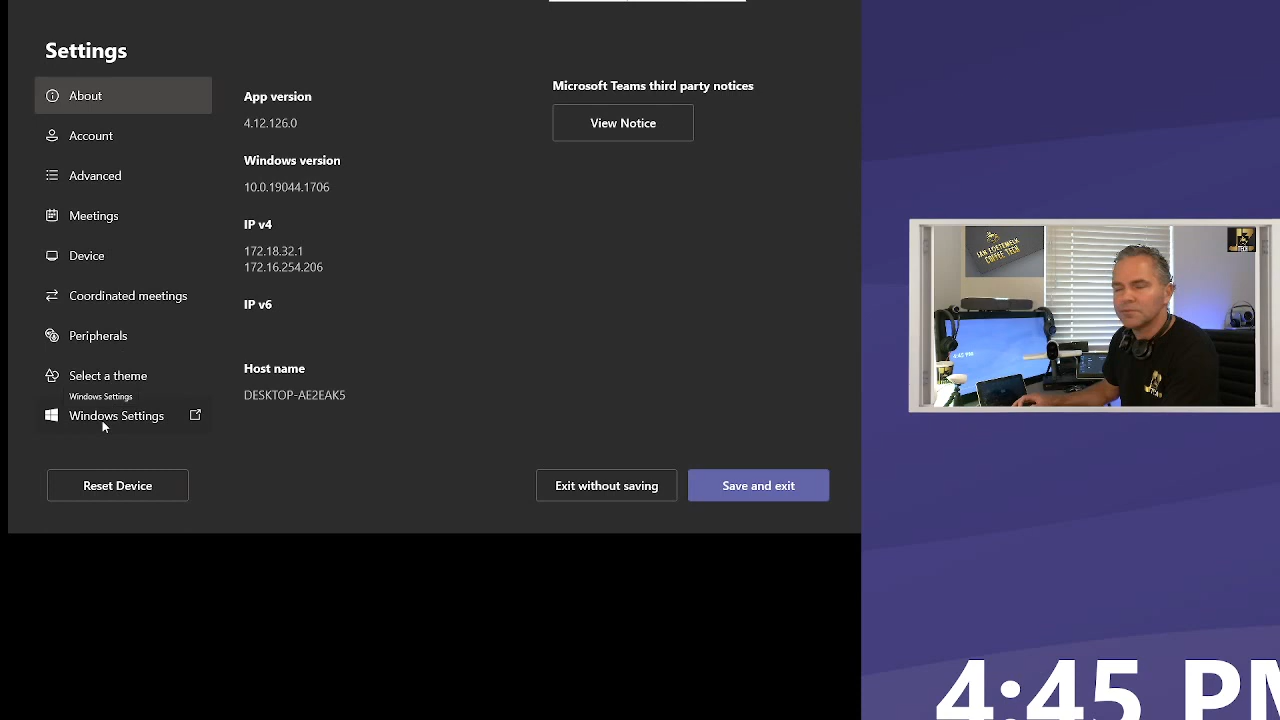 Settings
About
Account
Advanced
Meetings
Device
Coordinated meetings
Peripherals
Select a theme
Windows Settings
Windows Settings
Reset Device
App version
4.12.126.0
Windows version
10.0.19044.1706
IP v4
172.18.32.1
172.16.254.206
IP v6
Host name
DESKTOP-AE2EAK5
Microsoft Teams third party notices
View Notice
Exit without saving
Save and exit
4:45 PM
4:45 PM